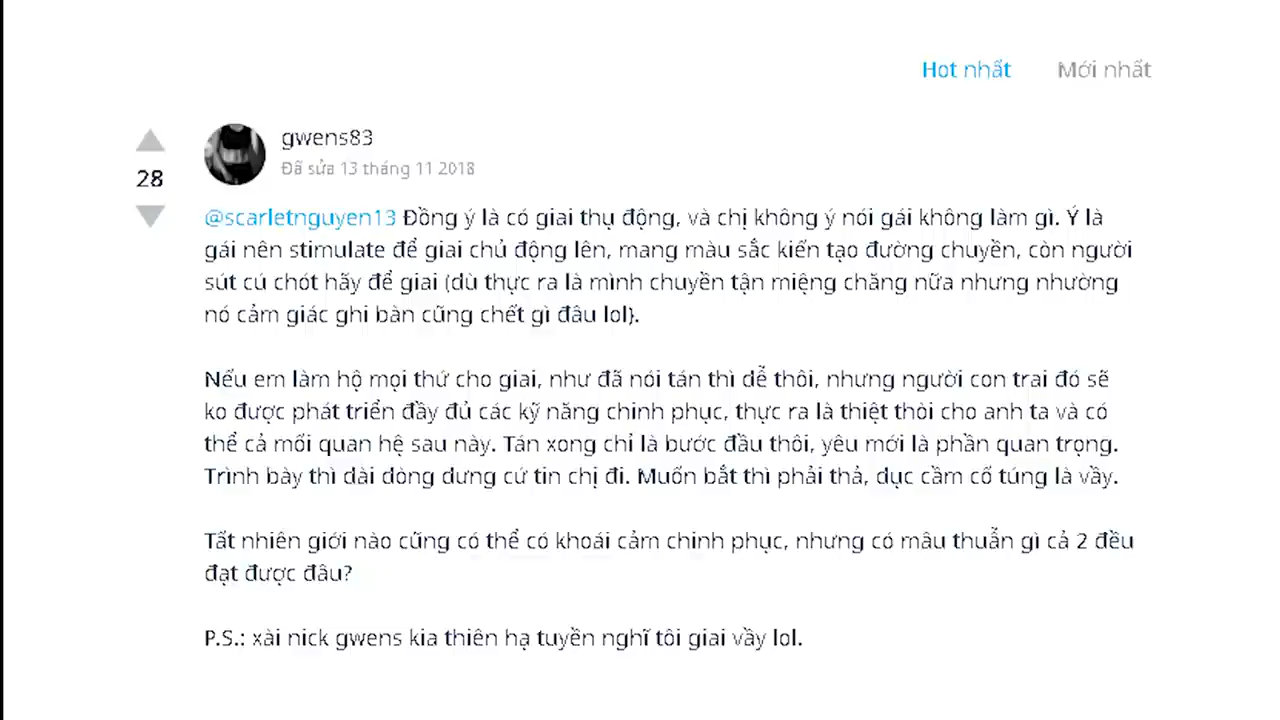 Hot nhất Mới nhất
gwens83
Đã sửa 13 tháng 11 2018
28
@scarletnguyen13 Đồng ý là có giai thụ động, và chị không ý nói gái không làm gì. Ý là
gái nên stimulate để giai chủ động lên, mang màu sắc kiến tạo đường chuyền, còn người
sút cú chót hãy để giai (dù thực ra là mình chuyền tận miệng chăng nữa nhưng nhường
nó cảm giác ghi bàn cũng chết gì đâu lol).
Nếu em làm hộ mọi thứ cho giai, như đã nói tán thì dễ thôi, nhưng người con trai đó sẽ
ko được phát triển đầy đủ các kỹ năng chinh phục, thực ra là thiệt thòi cho anh ta và có
thể cả mối quan hệ sau này. Tán xong chỉ là bước đầu thôi, yêu mới là phần quan trọng.
Trình bày thì dài dòng dưng cứ tin chị đi. Muốn bắt thì phải thả, dục cầm cố túng là vầy.
Tất nhiên giới nào cũng có thể có khoái cảm chinh phục, nhưng có mâu thuẫn gì cả 2 đều
đạt được đâu?
P.S.: xài nick gwens kia thiên hạ tuyền nghĩ tôi giai vầy lol.